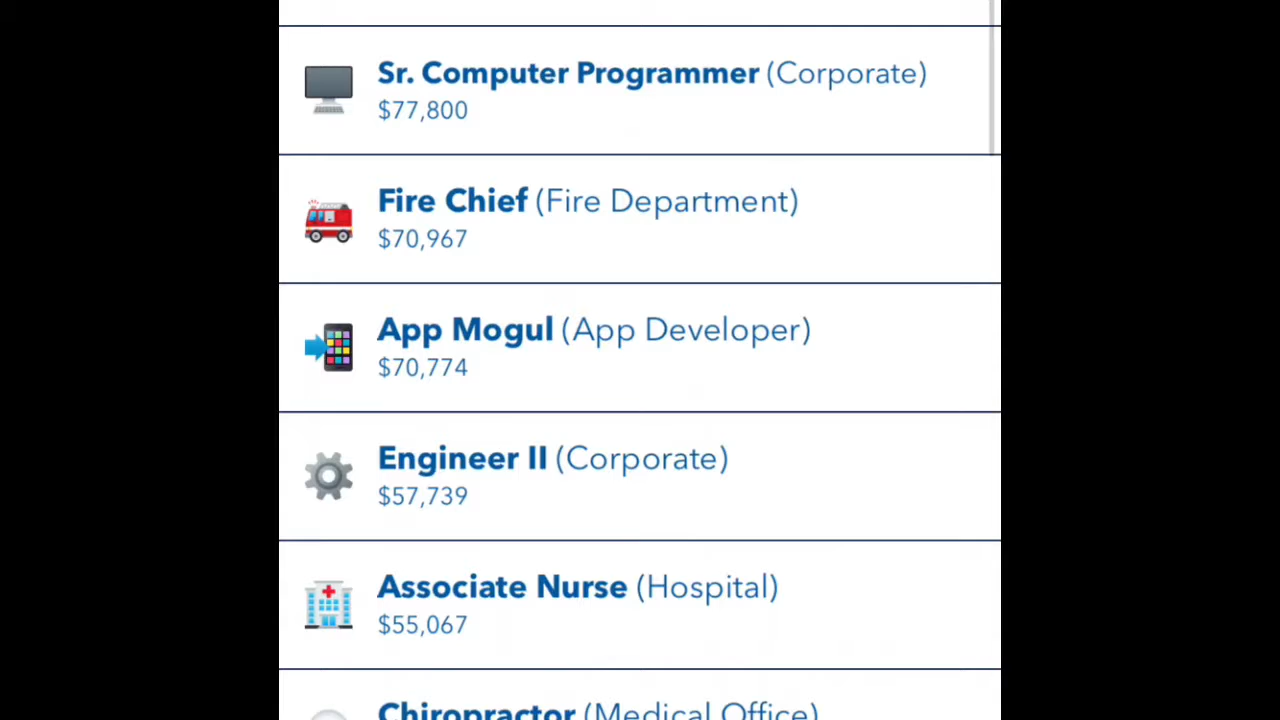 Sr. Computer Programmer (Corporate)
$77,800
Fire Chief (Fire Department)
$70,967
App Mogul (App Developer)
$70,774
Engineer II (Corporate)
$57,739
Associate Nurse (Hospital)
$55,067
Chiropractor (Medical Office)